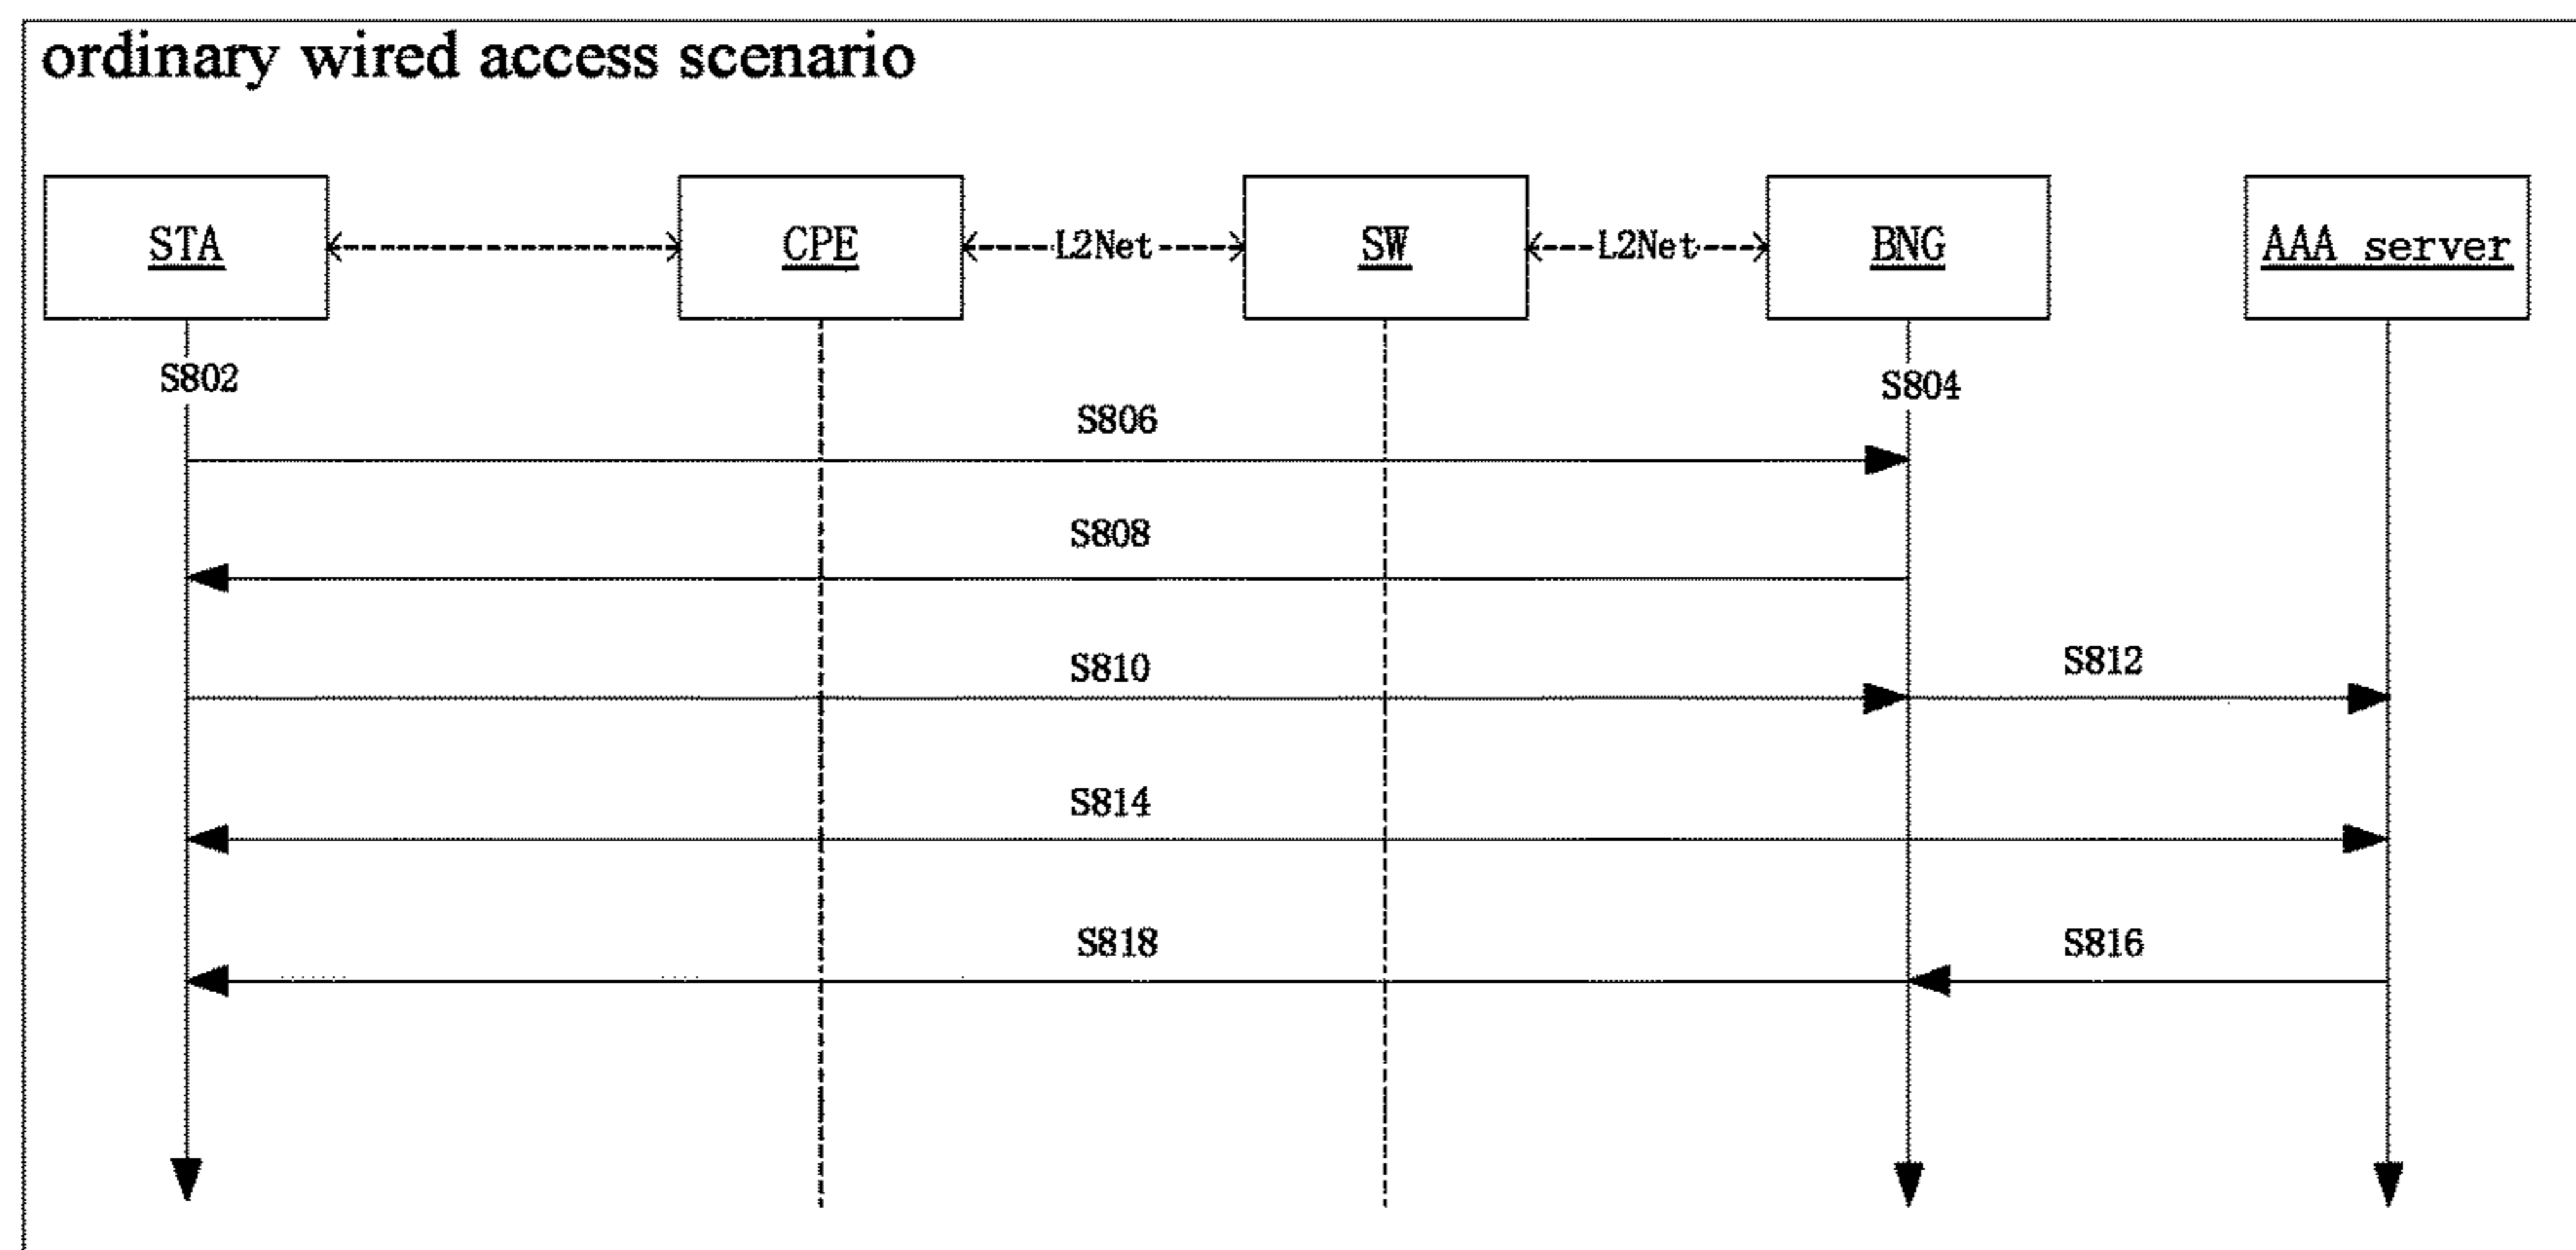 ordinary wired access scenario
STA CPE L2Net SW L2Net BNG AAA server
S802 S804
S806
S808
S810 S812
S814
S818 S816